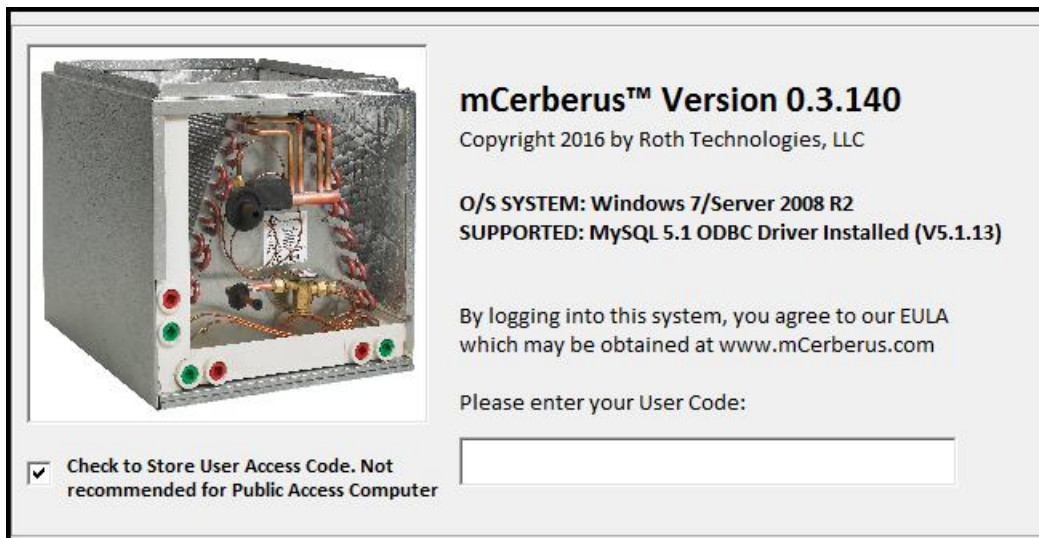 mCerberus™ Version 0.3.140
Copyright 2016 by Roth Technologies, LLC
O/S SYSTEM: Windows 7/Server 2008 R2
SUPPORTED: MySQL 5.1 ODBC Driver Installed (V5.1.13)
By logging into this system, you agree to our EULA
which may be obtained at www.mCerberus.com
Please enter your User Code:
Check to Store User Access Code. Not
recommended for Public Access Computer